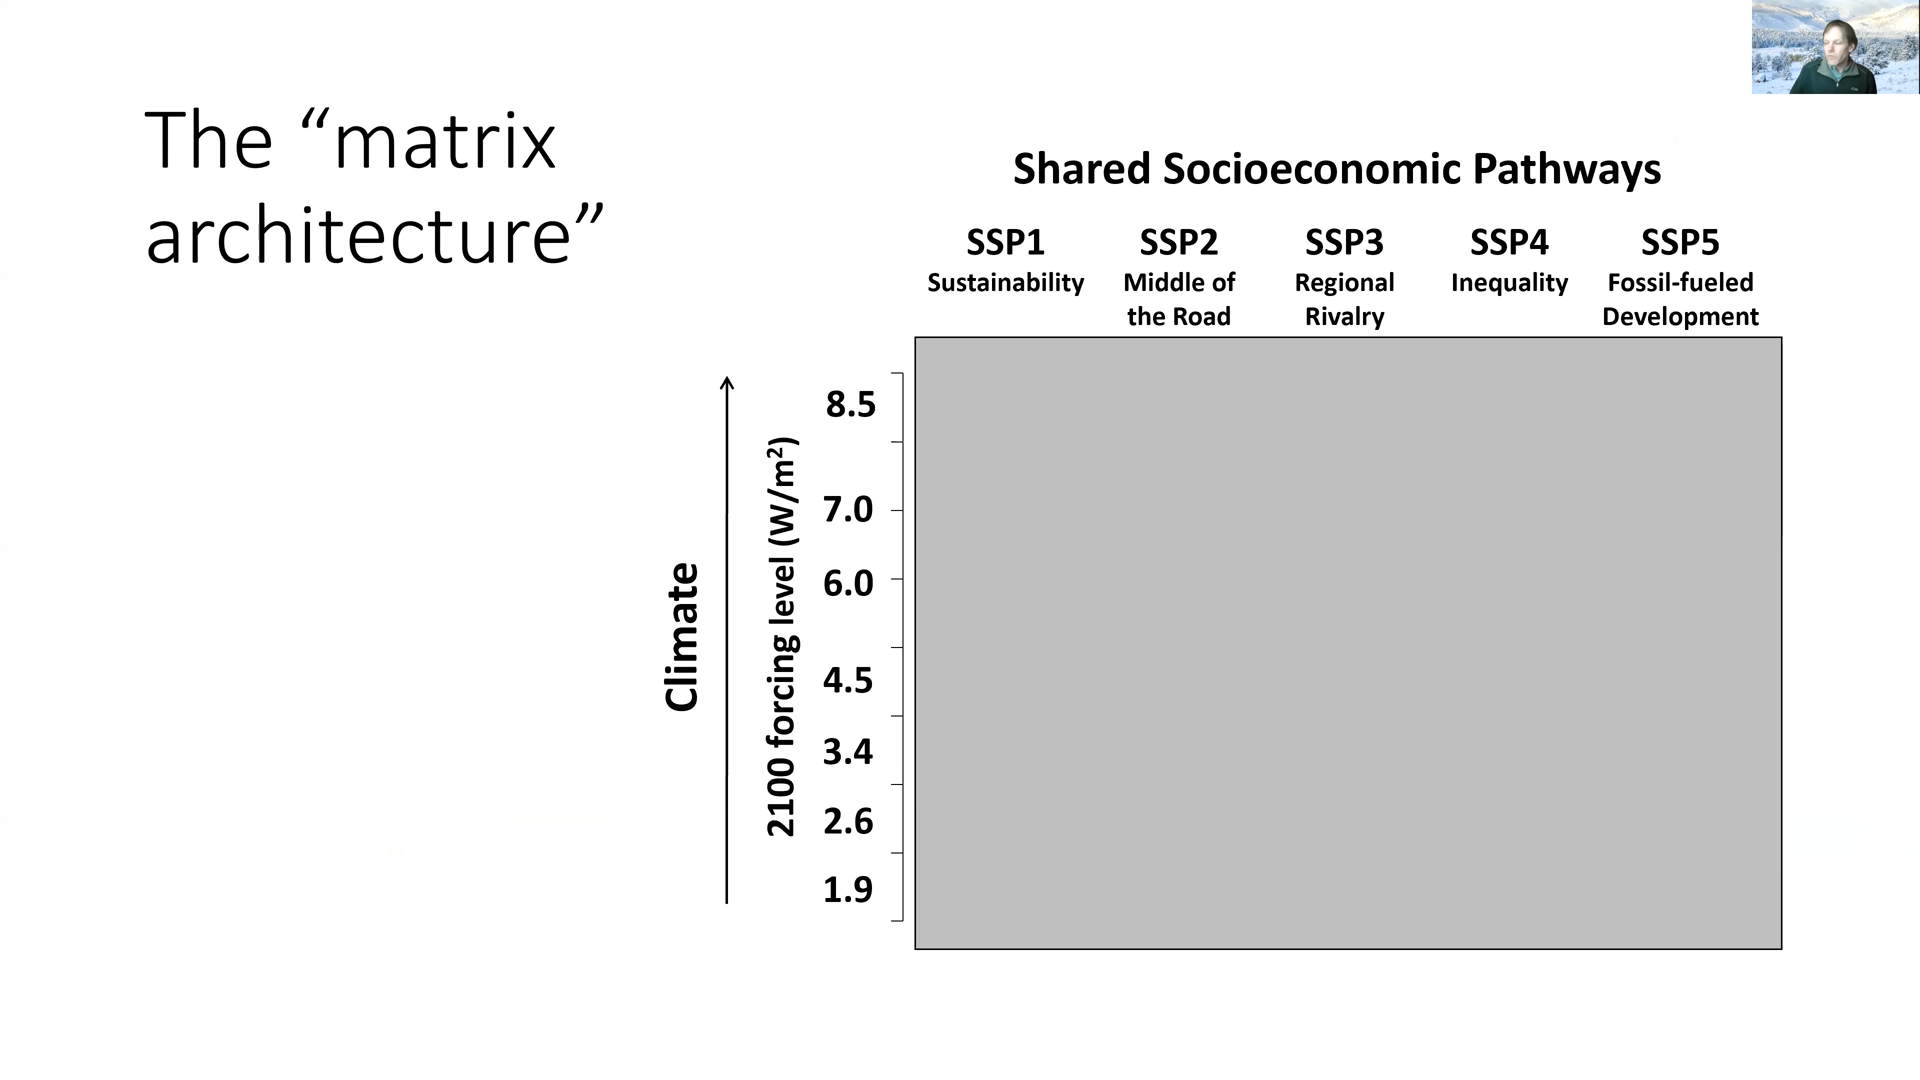 The “matrix
architecture”
Shared Socioeconomic Pathways
SSP1 SSP2 SSP3 SSP4 SSP5
Sustainability Middle of Regional Inequality Fossil-fueled
the Road Rivalry Development
Climate
2100 forcing level (W/m²)
8.5
7.0
6.0
4.5
3.4
2.6
1.9